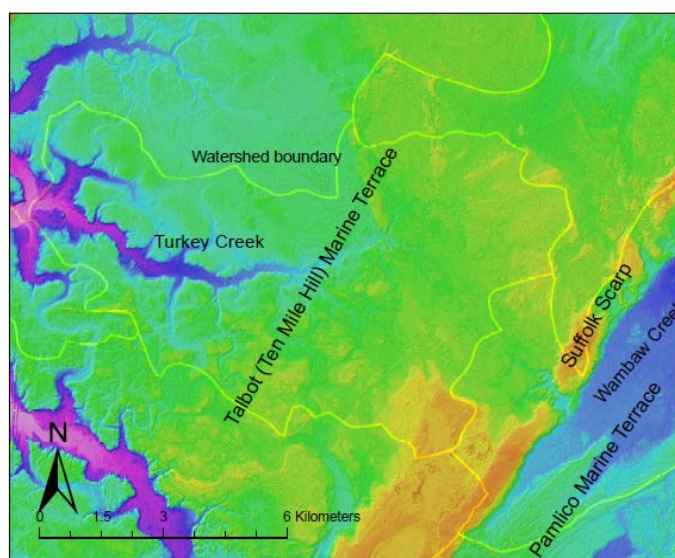 Watershed boundary
Turkey Creek
Talbot (Ten Mile Hill) Marine Terrace
Suffolk Scarp
Wambaw Creek
Pamlico Marine Terrace
N
0 1.5 3 6 Kilometers